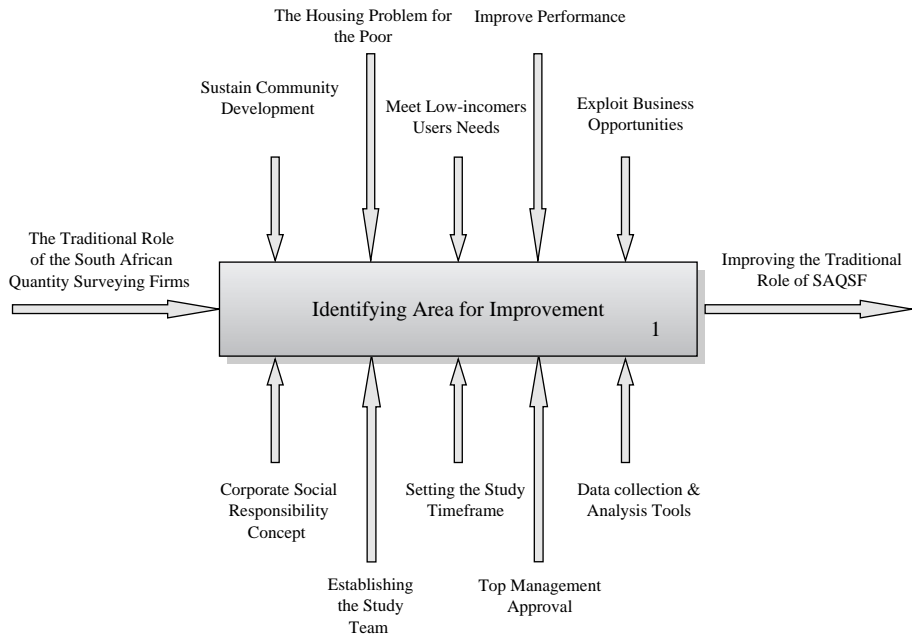 The Housing Problem for
the Poor
Improve Performance
Sustain Community
Development
Meet Low-incomers
Users Needs
Exploit Business
Opportunities
The Traditional Role
of the South African
Quantity Surveying Firms
Identifying Area for Improvement
1
Improving the Traditional
Role of SAQSF
Corporate Social
Responsibility
Concept
Setting the Study
Timeframe
Data collection &
Analysis Tools
Establishing
the Study
Team
Top Management
Approval